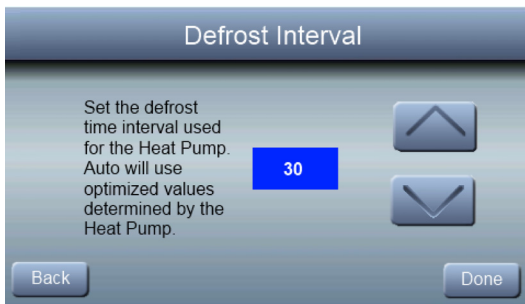 Defrost Interval
Set the defrost
time interval used
for the Heat Pump.
Auto will use
optimized values
determined by the
Heat Pump.
30
Back
Done